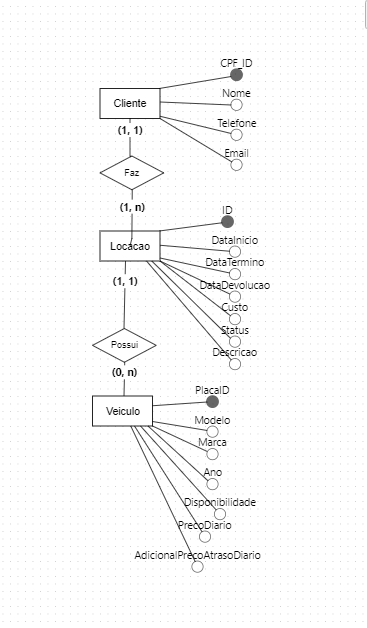 CPF_ID
Cliente
Nome
Telefone
(1, 1)
Email
Faz
(1, n)
ID
Locacao
DataInicio
DataTermino
(1, 1)
DataDevolucao
Custo
Status
Possui
Descricao
(0, n)
PlacaID
Veiculo
Modelo
Marca
Ano
Disponibilidade
PrecoDiario
AdicionalPrecoAtrasoDiario